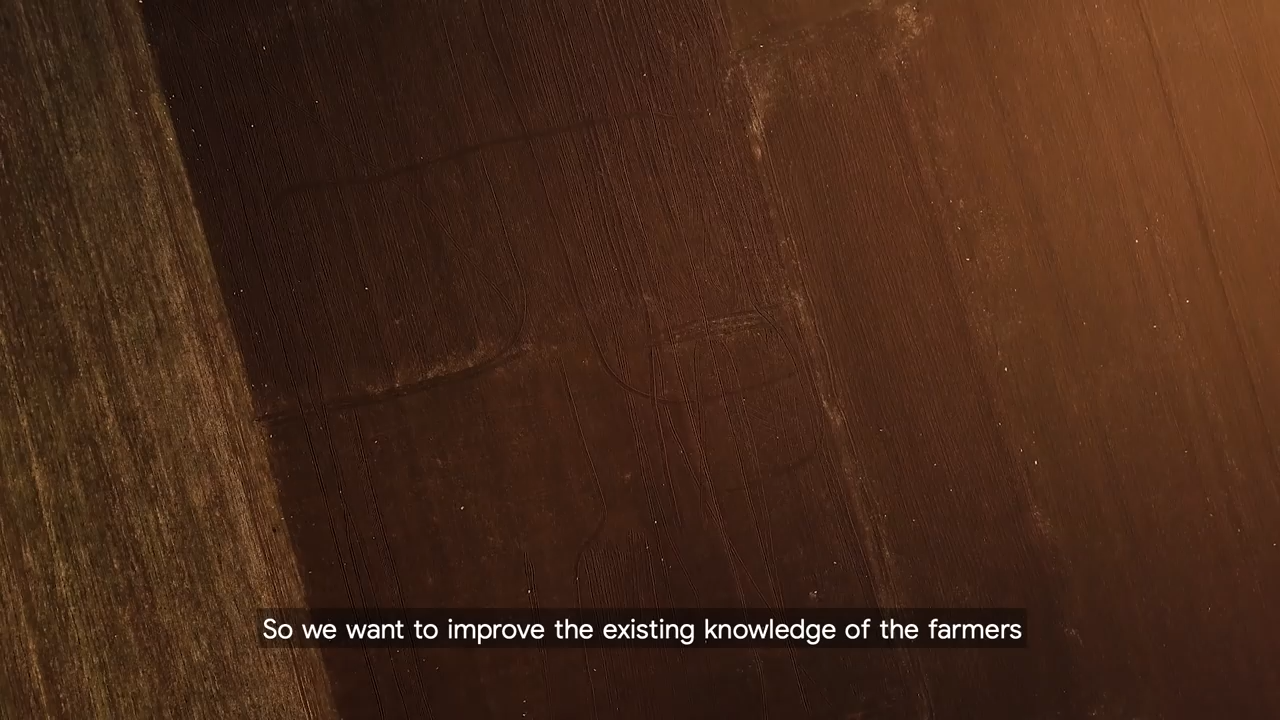 So we want to improve the existing knowledge of the farmers